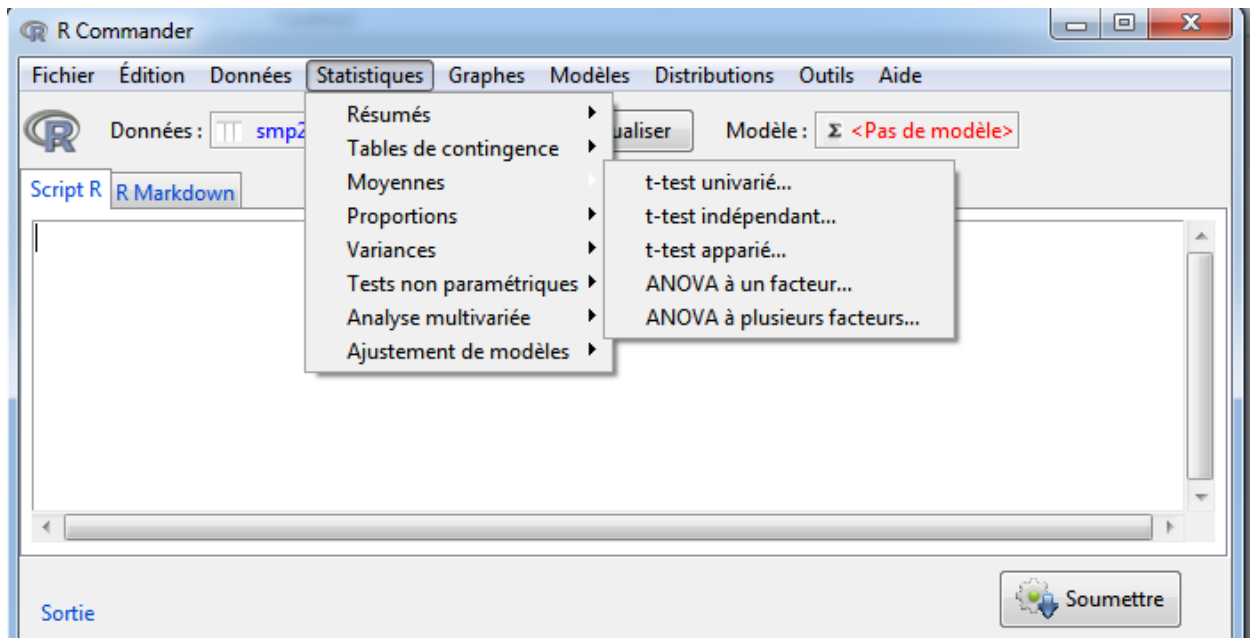 R Commander
Fichier Édition Données Statistiques Graphes Modèles Distributions Outils Aide
Données : smp2 Modèle : Σ <Pas de modèle>
Script R R Markdown
Résumés
Tables de contingence
Moyennes
Proportions
Variances
Tests non paramétriques
Analyse multivariée
Ajustement de modèles
t-test univarié...
t-test indépendant...
t-test apparié...
ANOVA à un facteur...
ANOVA à plusieurs facteurs...
Sortie
Soumettre